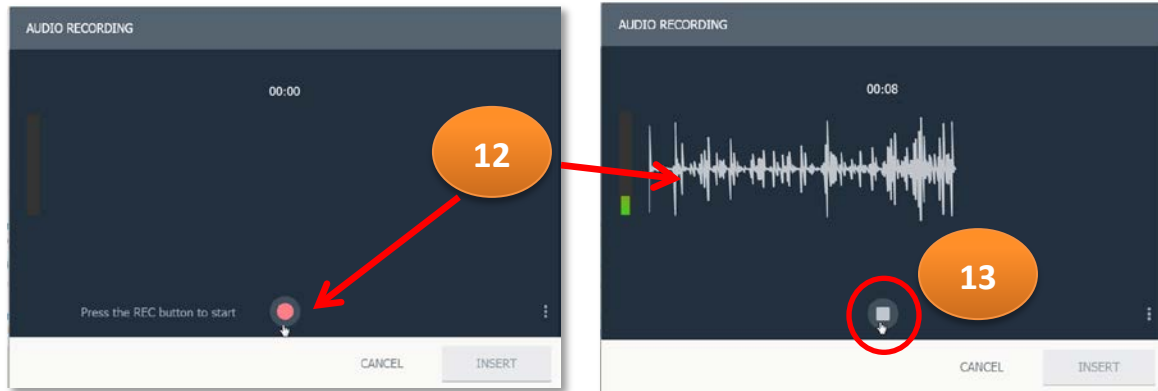 AUDIO RECORDING
00:00
12
Press the REC button to start
CANCEL INSERT
AUDIO RECORDING
00:08
13
CANCEL INSERT